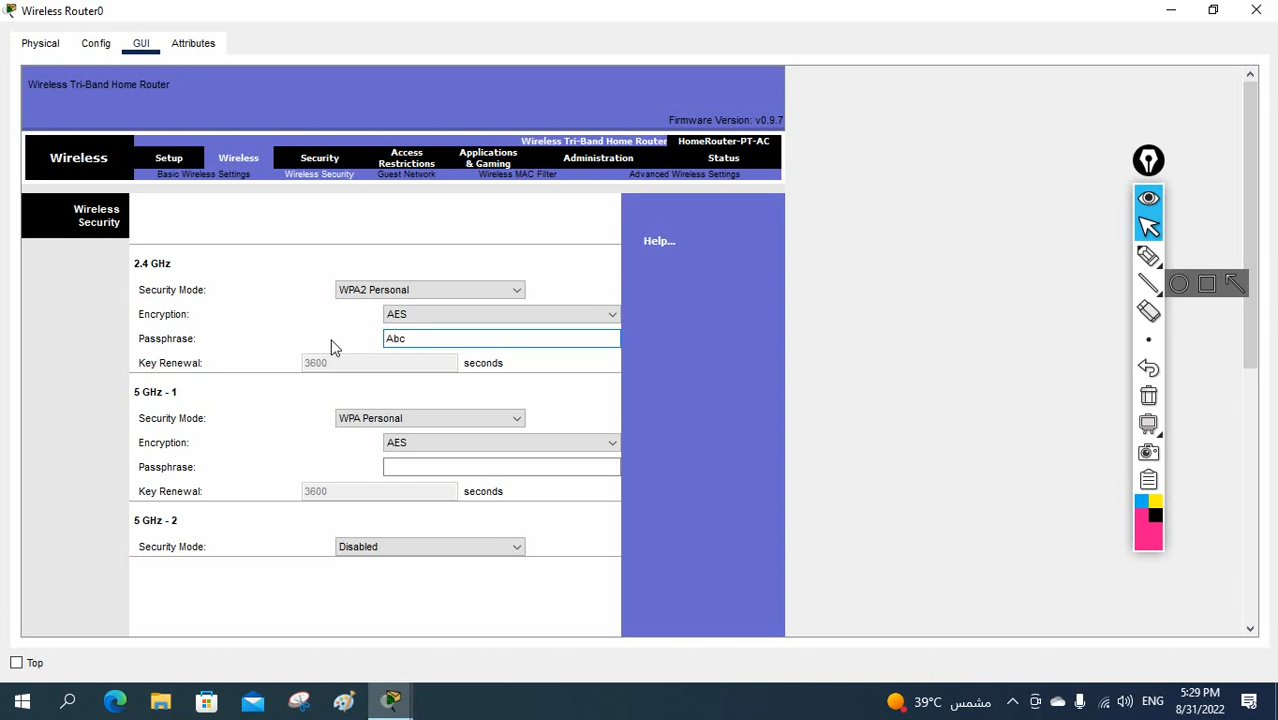 Wireless Router0
Physical Config GUI Attributes
Wireless Tri-Band Home Router
Firmware Version: v0.9.7
Wireless Tri-Band Home Router HomeRouter-PT-AC
Wireless Setup Wireless Security Access Restrictions Applications & Gaming Administration Status
Basic Wireless Settings Wireless Security Guest Network Wireless MAC Filter Advanced Wireless Settings
Wireless
Security
Help...
2.4 GHz
Security Mode: WPA2 Personal
Encryption: AES
Passphrase: Abc
Key Renewal: 3600 seconds
5 GHz - 1
Security Mode: WPA Personal
Encryption: AES
Passphrase:
Key Renewal: 3600 seconds
5 GHz - 2
Security Mode: Disabled
Top
39°C مشمس ENG
5:29 PM
8/31/2022